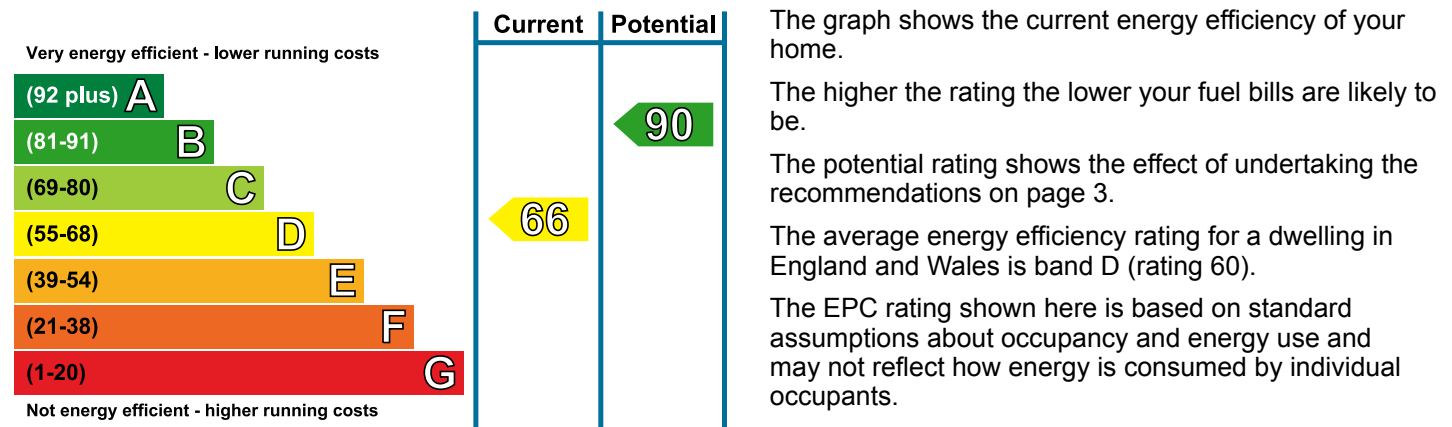 Current Potential
Very energy efficient - lower running costs
(92 plus) A
(81-91) B
(69-80) C
(55-68) D
(39-54) E
(21-38) F
(1-20) G
Not energy efficient - higher running costs
66
90
The graph shows the current energy efficiency of your
home.
The higher the rating the lower your fuel bills are likely to
be.
The potential rating shows the effect of undertaking the
recommendations on page 3.
The average energy efficiency rating for a dwelling in
England and Wales is band D (rating 60).
The EPC rating shown here is based on standard
assumptions about occupancy and energy use and
may not reflect how energy is consumed by individual
occupants.